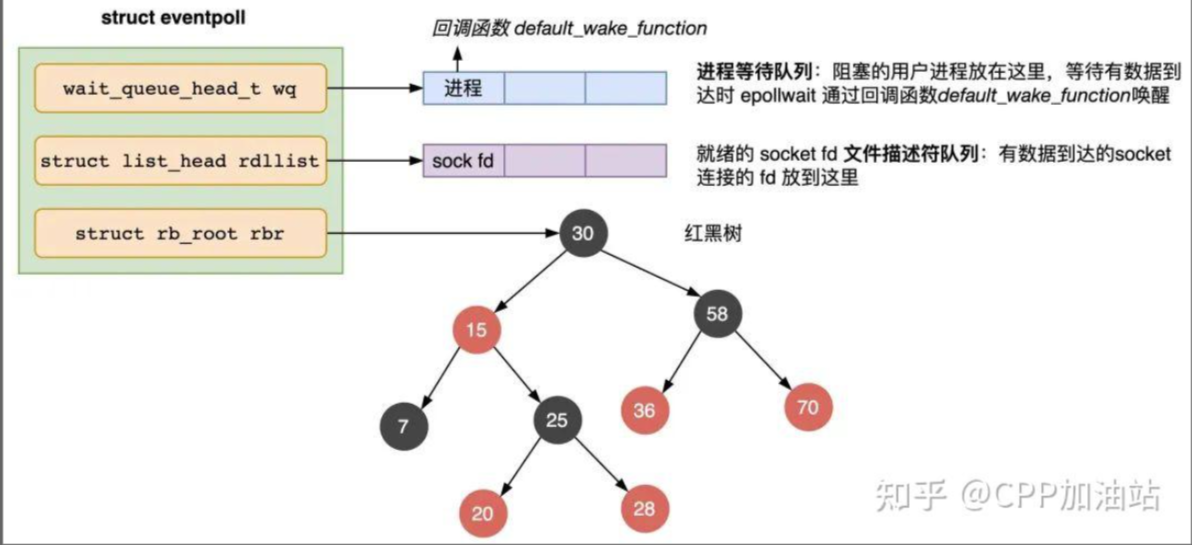 struct eventpoll
回调函数 default_wake_function
wait_queue_head_t wq
进程
进程等待队列：阻塞的用户进程放在这里，等待有数据到
达时 epollwait 通过回调函数default_wake_function唤醒
struct list_head rdllist
sock fd
就绪的 socket fd 文件描述符队列：有数据到达的socket
连接的 fd 放到这里
struct rb_root rbr
30
红黑树
15
58
7
25
36
70
20
28
知乎 @CPP加油站